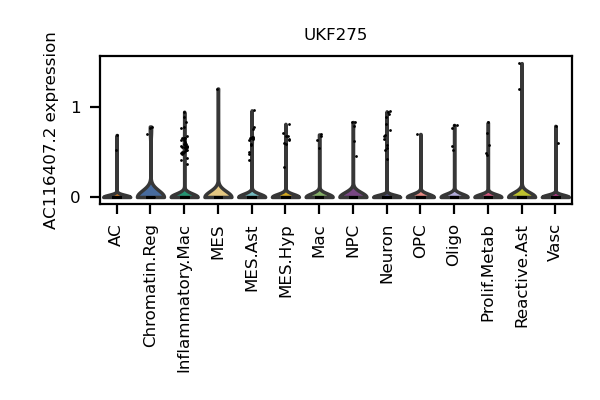 UKF275
AC116407.2 expression
1
0
AC
Chromatin.Reg
Inflammatory.Mac
MES
MES.Ast
MES.Hyp
Mac
NPC
Neuron
OPC
Oligo
Prolif.Metab
Reactive.Ast
Vasc